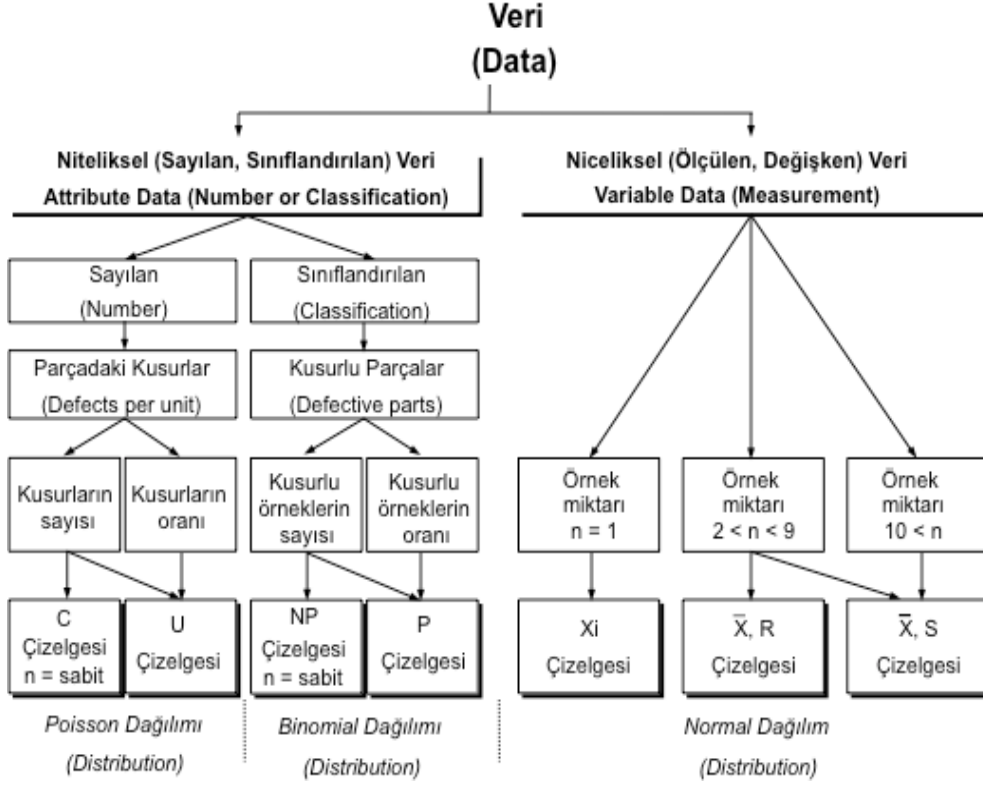 Veri
(Data)
Niteliksel (Sayılan, Sınıflandırılan) Veri
Attribute Data (Number or Classification)
Niceliksel (Ölçülen, Değişken) Veri
Variable Data (Measurement)
Sayılan
(Number)
Sınıflandırılan
(Classification)
Parçadaki Kusurlar
(Defects per unit)
Kusurlu Parçalar
(Defective parts)
Kusurların
sayısı
Kusurların
oranı
Kusurlu
örneklerin
sayısı
Kusurlu
örneklerin
oranı
Örnek
miktarı
n = 1
Örnek
miktarı
2 < n < 9
Örnek
miktarı
10 < n
C
Çizelgesi
n = sabit
U
Çizelgesi
NP
Çizelgesi
n = sabit
P
Çizelgesi
Xi
Çizelgesi
X̅, R
Çizelgesi
X̅, S
Çizelgesi
Poisson Dağılımı
(Distribution)
Binomial Dağılımı
(Distribution)
Normal Dağılım
(Distribution)